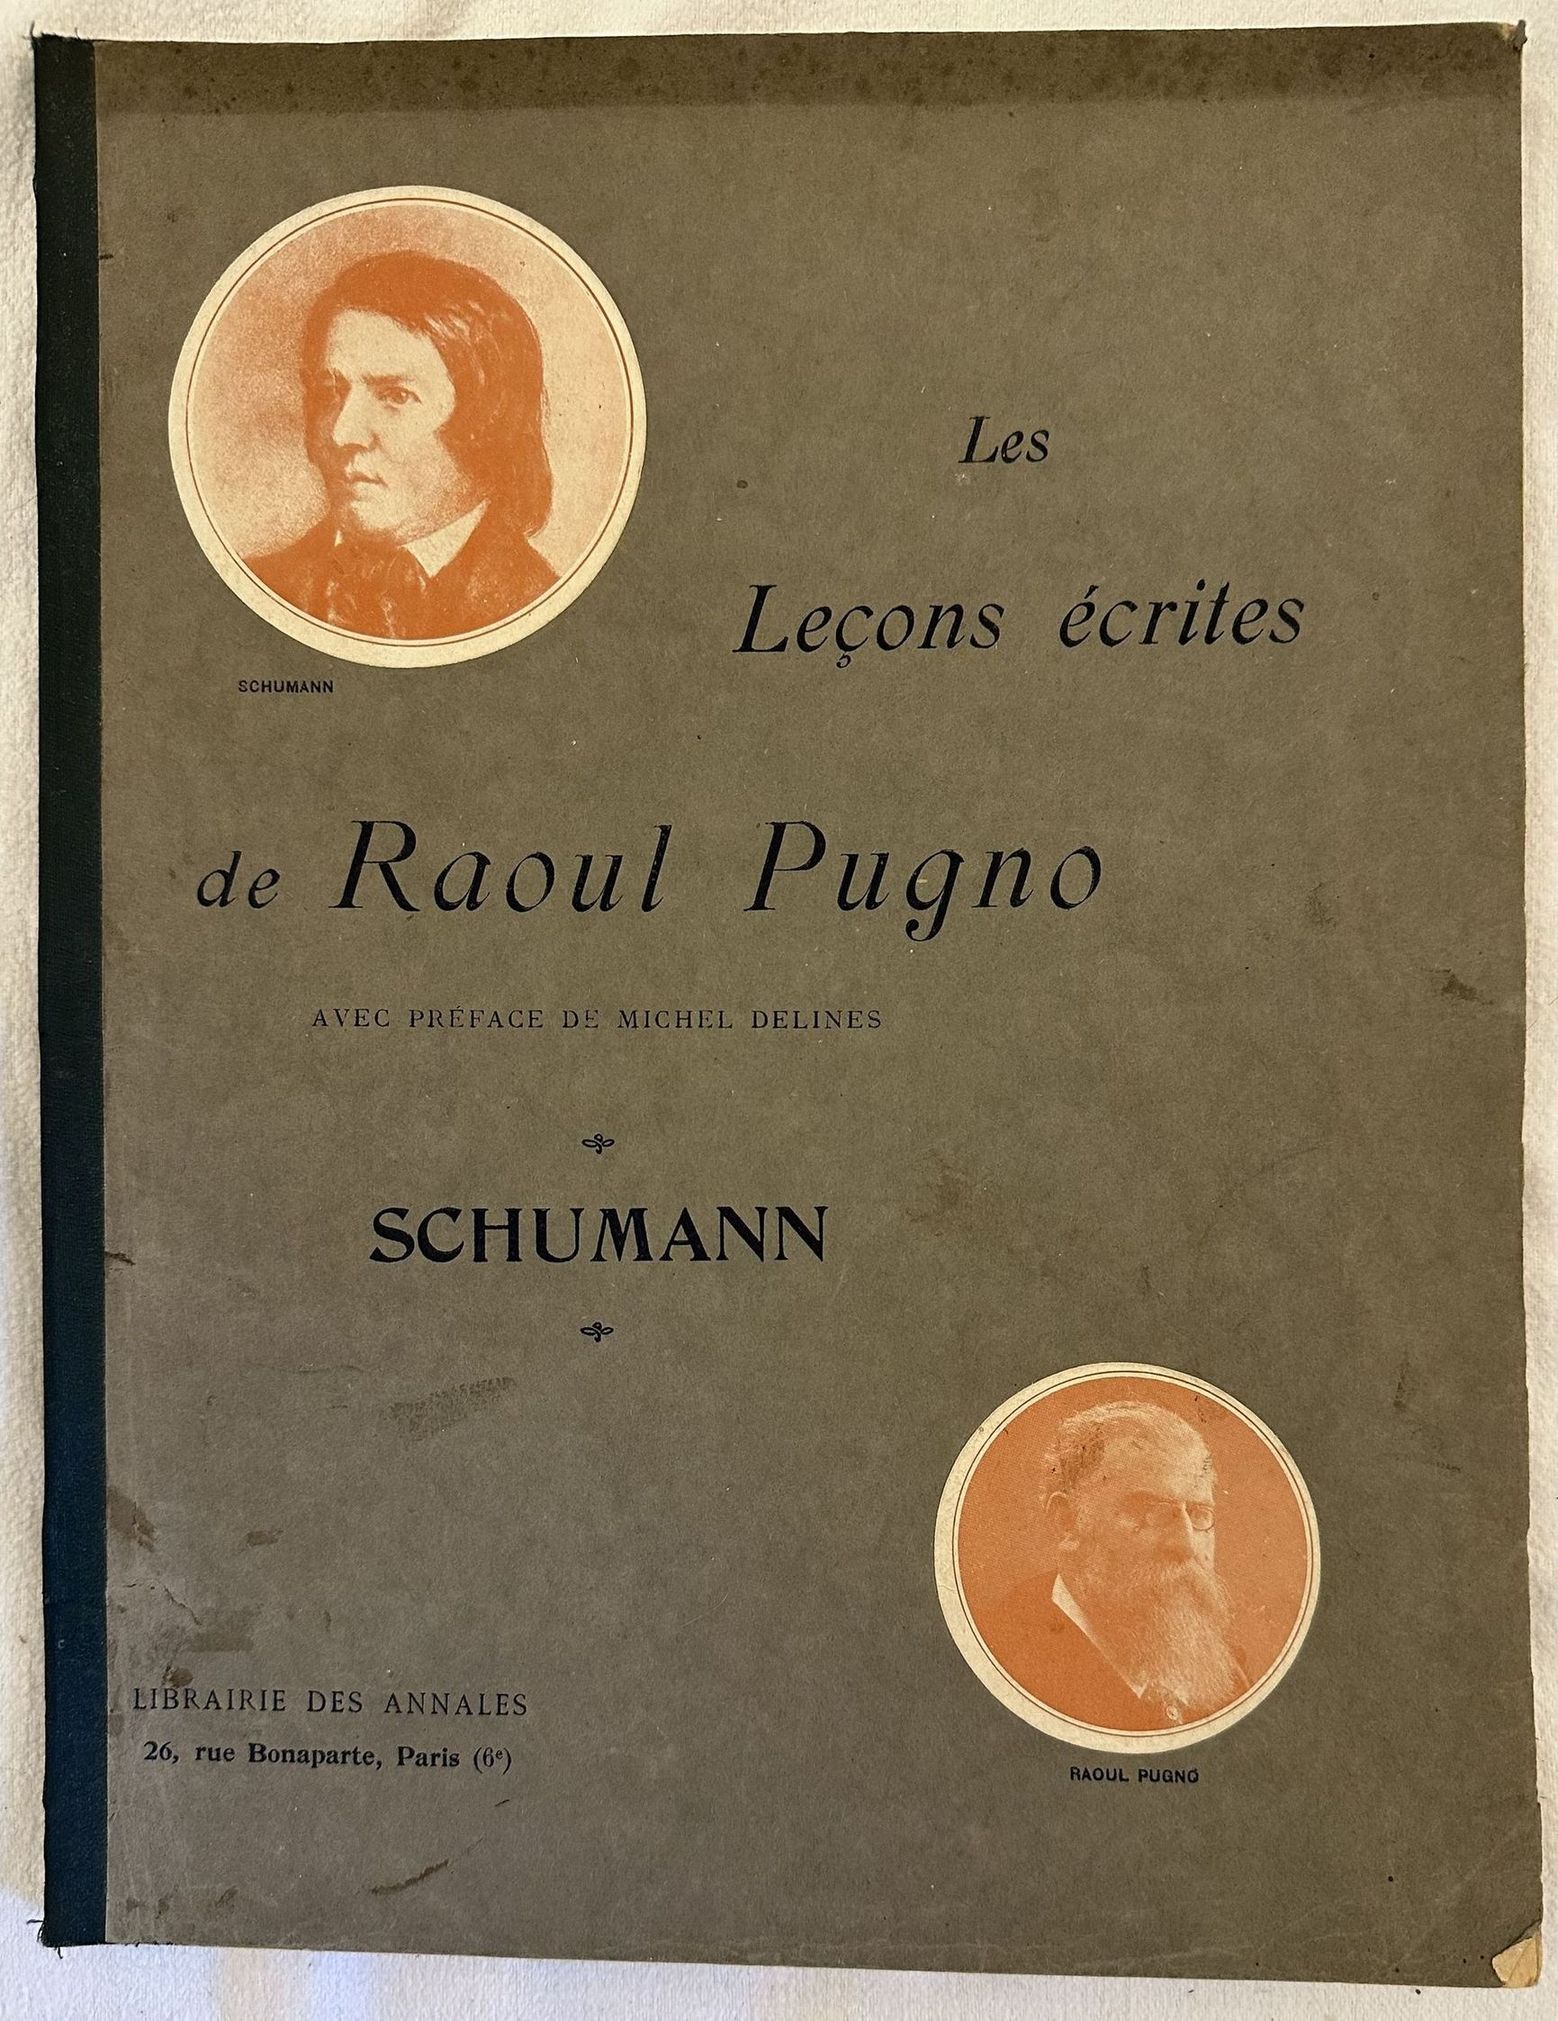 SCHUMANN
Les
Leçons écrites
de Raoul Pugno
AVEC PRÉFACE DE MICHEL DELINES
SCHUMANN
LIBRAIRIE DES ANNALES
26, rue Bonaparte, Paris (6e)
RAOUL PUGNO